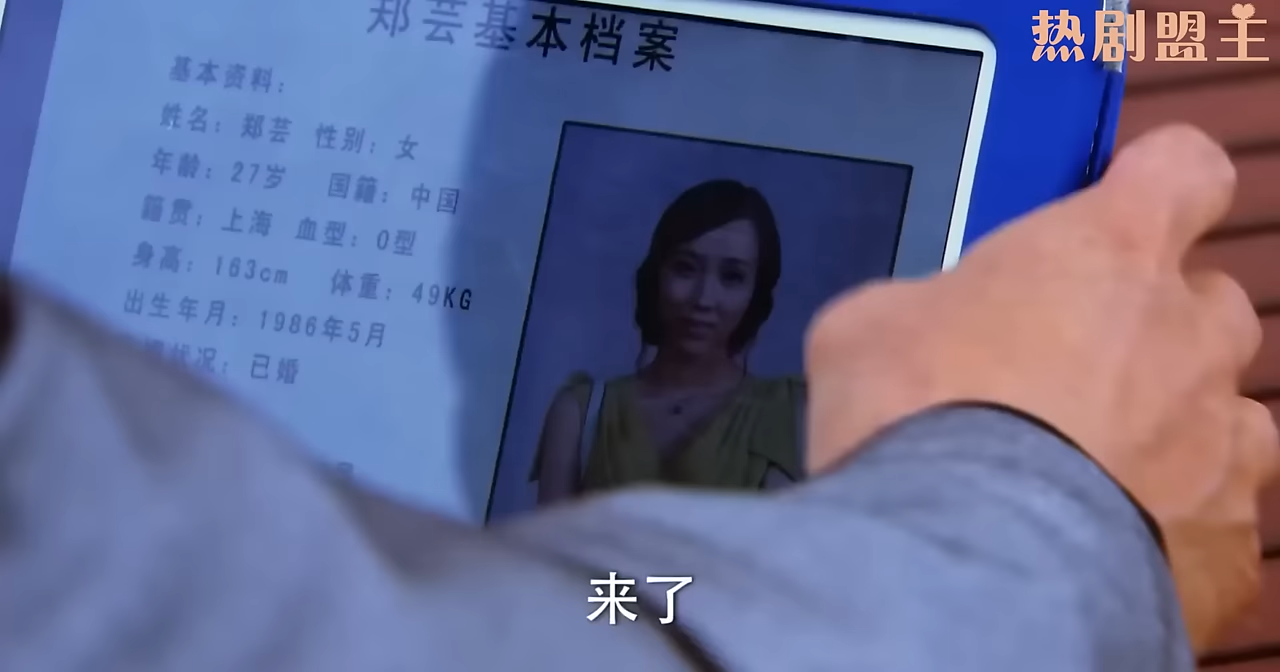 热剧盟主
郑芸基本档案
基本资料：
姓名：郑芸 性别：女
年龄：27岁 国籍：中国
籍贯：上海 血型：O型
身高：163cm 体重：49KG
出生年月：1986年5月
状况：已婚
来了